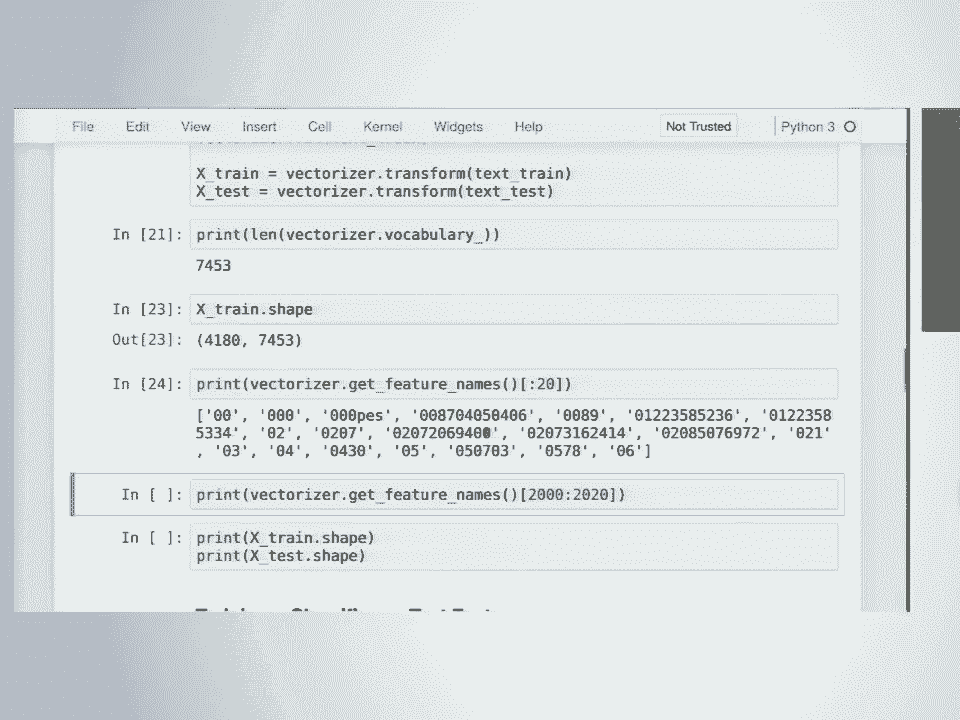 File Edit View Insert Cell Kernel Widgets Help Not Trusted Python 3
X_train = vectorizer.transform(text_train)
X_test = vectorizer.transform(text_test)
In [21]: print(len(vectorizer.vocabulary_))
7453
In [23]: X_train.shape
Out[23]: (4180, 7453)
In [24]: print(vectorizer.get_feature_names()[:20])
['00', '000', '000pes', '008704050406', '0089', '01223585236', '0122358
5334', '02', '0207', '02072069400', '02073162414', '02085076972', '021'
, '03', '04', '0430', '05', '050703', '0578', '06']
In [ ]: print(vectorizer.get_feature_names()[2000:2020])
In [ ]: print(X_train.shape)
print(X_test.shape)